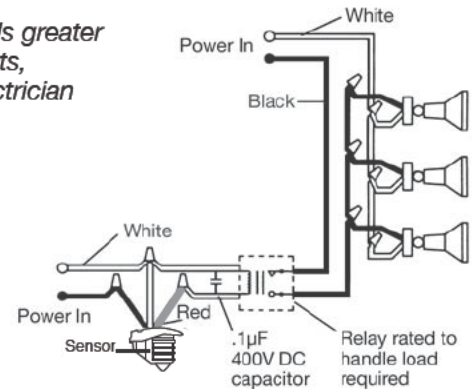 ls greater
ts,
ctrician
White
Power In
Black
White
Power In
Red
Sensor
.1µF
400V DC
capacitor
Relay rated to
handle load
required